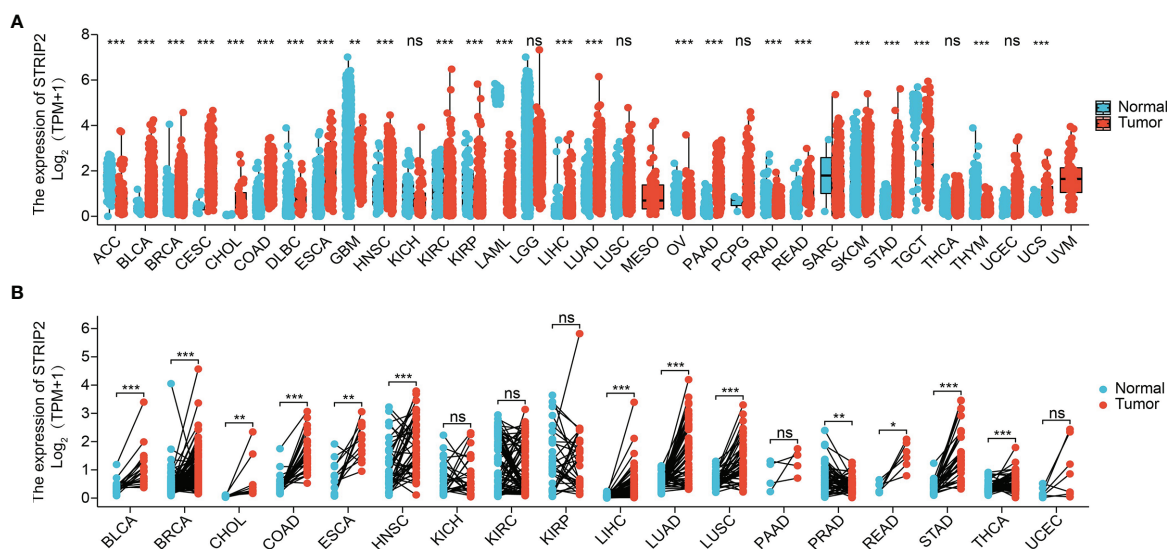 A
The expression of STRIP2
Log2 (TPM+1)
8
6
4
2
0
*** *** *** *** *** *** *** *** ** *** ns *** *** *** ns *** *** ns *** *** ns *** *** *** *** *** ns *** ns ***
ACC BLCA BRCA CESC CHOL COAD DLBC ESCA GBM HNSC KICH KIRC KIRP LAML LGG LIHC LUAD LUSC MESO OV PAAD PCPG PRAD READ SARC SKCM STAD TGCT THCA THYM UCEC UCS UVM
Normal
Tumor
B
The expression of STRIP2
Log2 (TPM+1)
6
5
4
3
2
1
0
*** *** ** *** ** *** ns ns ns *** *** *** ns ** * *** *** ns
BLCA BRCA CHOL COAD ESCA HNSC KICH KIRC KIRP LIHC LUAD LUSC PAAD PRAD READ STAD THCA UCEC
Normal
Tumor